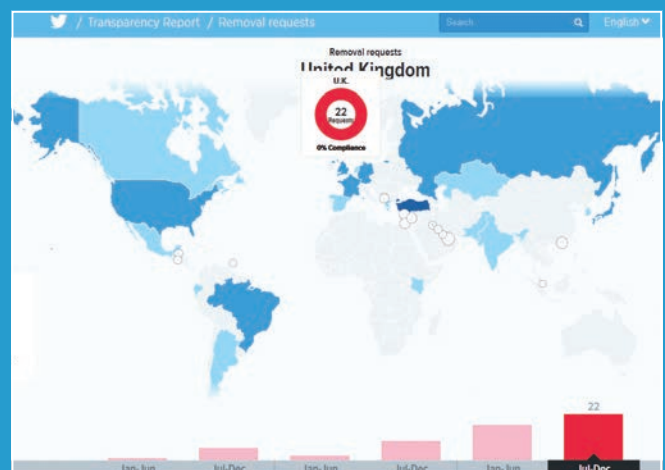 / Transparency Report / Removal requests
Search
English
Removal requests
United Kingdom
U.K.
22
Requests
0% Compliance
22
Jan-Jun
Jul-Dec
Jan-Jun
Jul-Dec
Jan-Jun
Jul-Dec